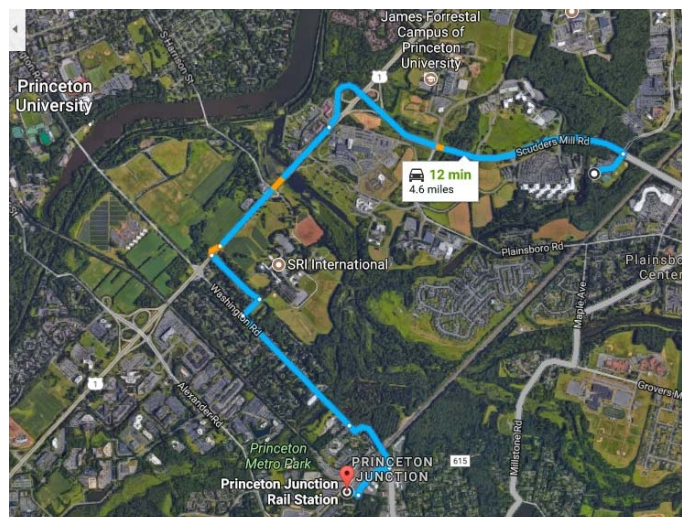 James Forrestal
Campus of
Princeton
University
S Harrison St
1
Princeton
University
Scudders Mill Rd
12 min
4.6 miles
Plainsboro Rd
SRI International
Plainsbo
Center
Washington Rd
Maple Ave
1
Alexander Rd
Grovers M
Millstone Rd
Princeton
Metro Park
PRINCETON
JUNCTION
615
Princeton Junction
Rail Station